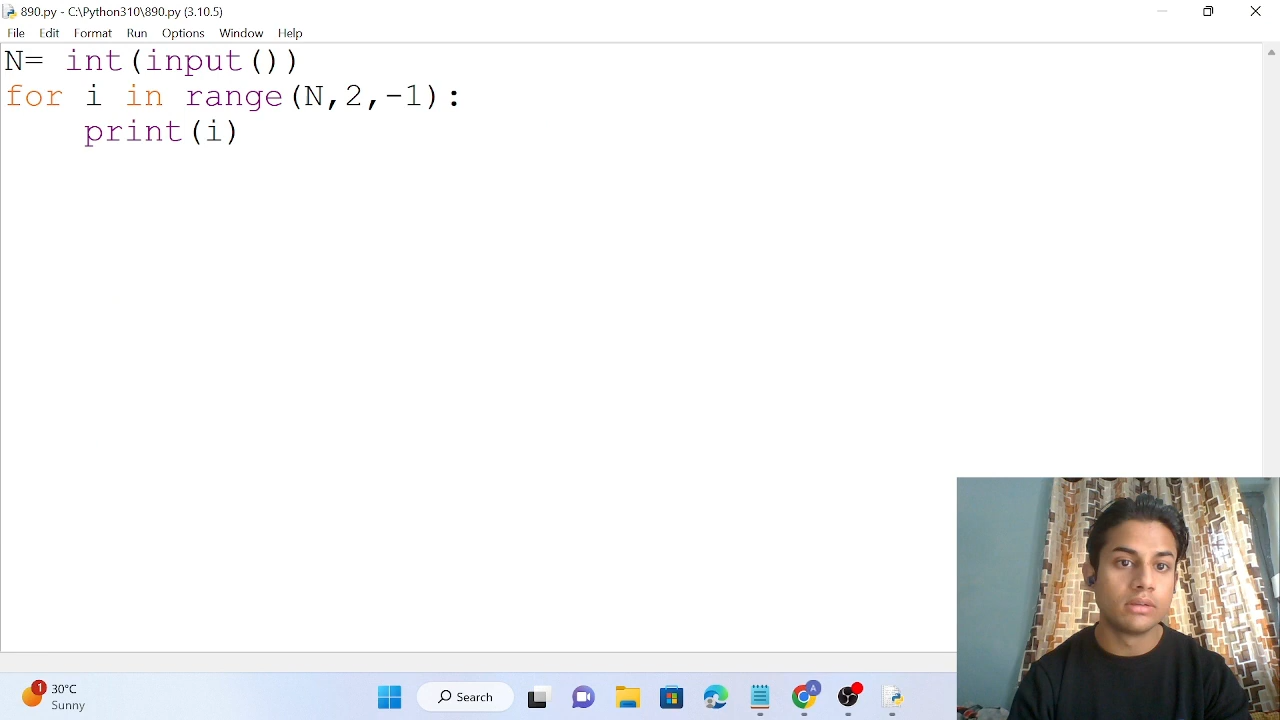 890.py - C:\Python310\890.py (3.10.5)
File Edit Format Run Options Window Help
N= int(input())
for i in range(N,2,-1):
    print(i)
1
30°C
Sunny
Search
A